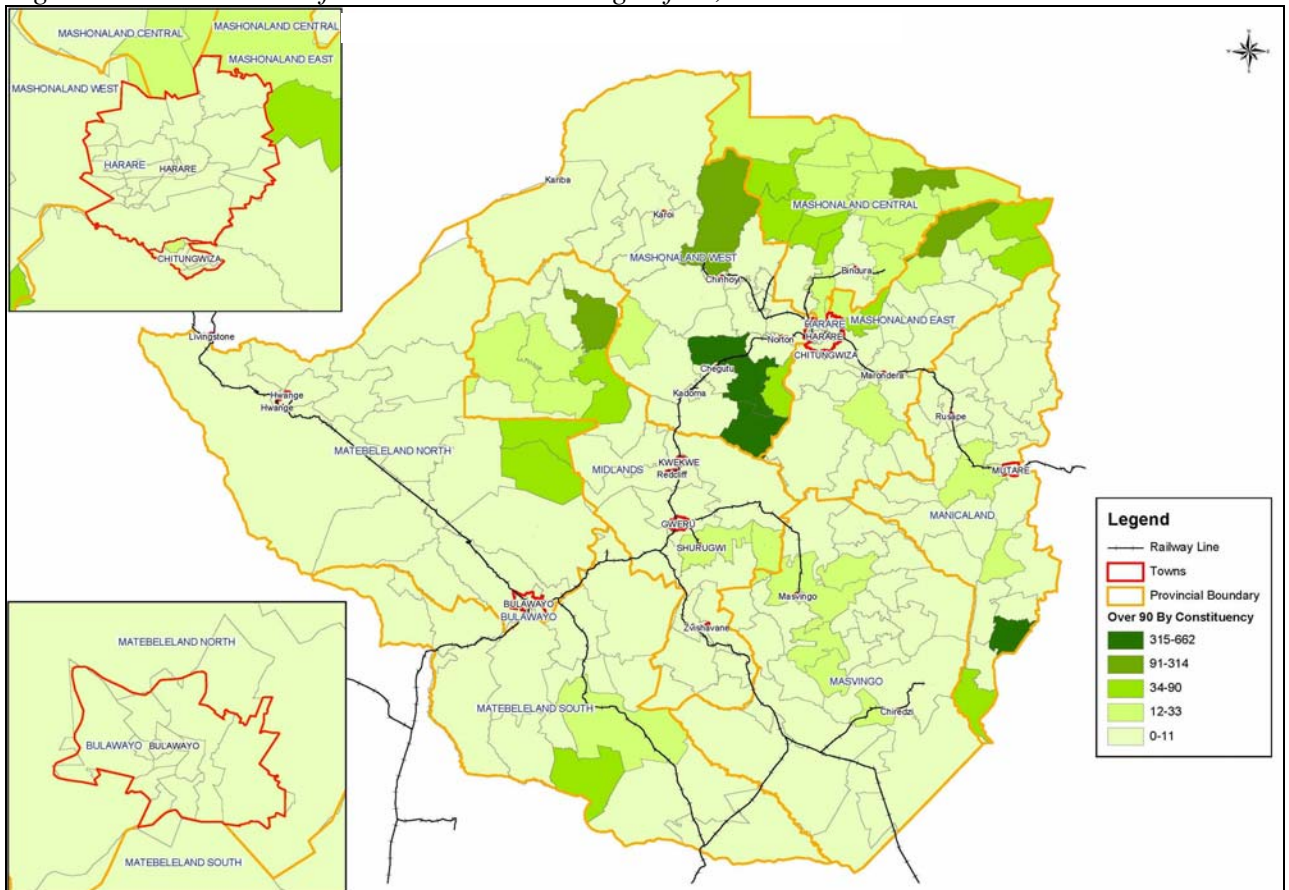 MASHONALAND CENTRAL
MASHONALAND CENTRAL
MASHONALAND EAST
MASHONALAND WEST
HARARE
HARARE
CHITUNGWIZA
Kariba
Karoi
MASHONALAND CENTRAL
MASHONALAND WEST
Chinhoyi
Bindura
Livingstone
HARARE
HARARE
MASHONALAND EAST
Norton
CHITUNGWIZA
Chegutu
Marondera
Kadoma
Hwange
Hwange
Rusape
MATEBELELAND NORTH
MIDLANDS
KWEKWE
Redcliff
MUTARE
GWERU
MANICALAND
SHURUGWI
Masvingo
BULAWAYO
BULAWAYO
Zvishavane
MASVINGO
MATEBELELAND SOUTH
Chiredzi
MATEBELELAND NORTH
BULAWAYO
BULAWAYO
MATEBELELAND SOUTH
Legend
Railway Line
Towns
Provincial Boundary
Over 90 By Constituency
315-662
91-314
34-90
12-33
0-11